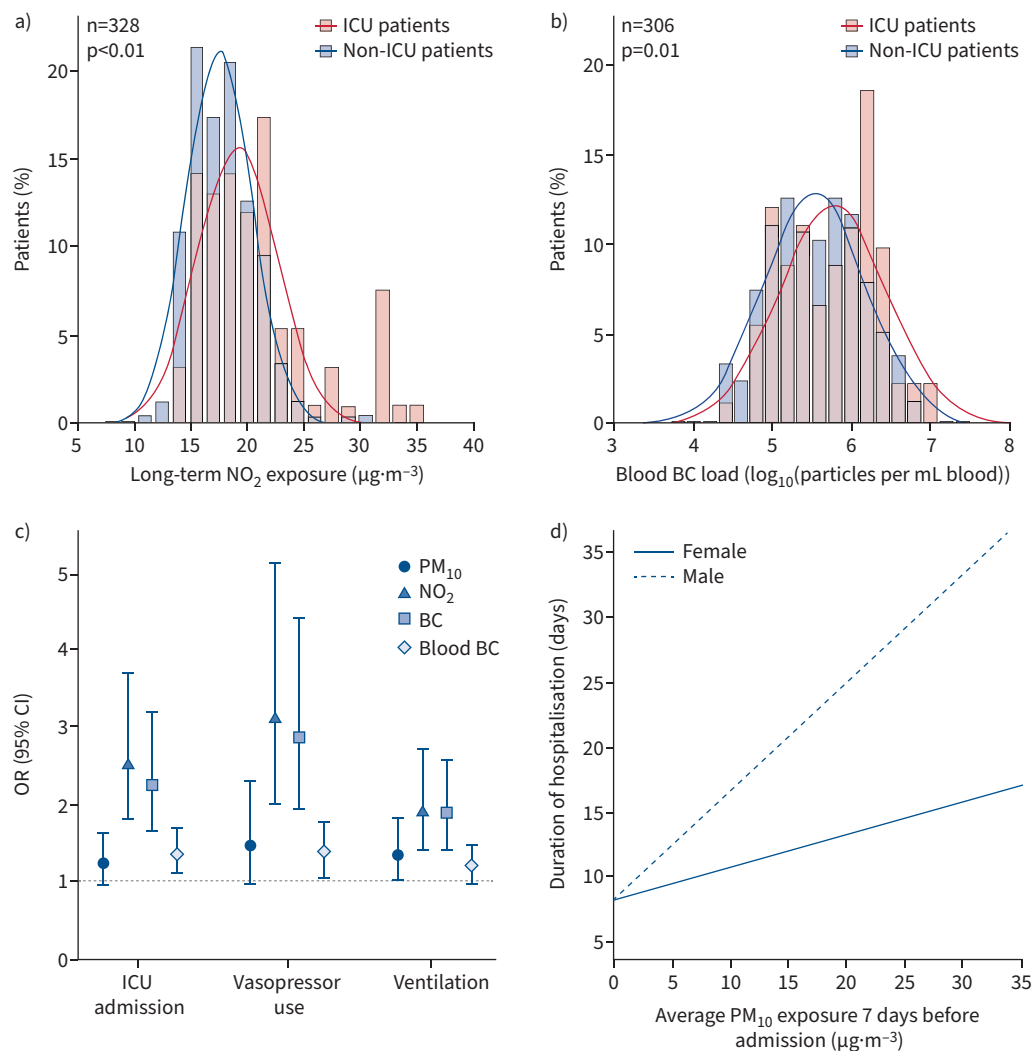 a)
n=328
p<0.01
ICU patients
Non-ICU patients
20
15
10
5
0
Patients (%)
5
10
15
20
25
30
35
40
Long-term NO₂ exposure (µg·m⁻³)
b)
n=306
p=0.01
ICU patients
Non-ICU patients
20
15
10
5
0
Patients (%)
3
4
5
6
7
8
Blood BC load (log₁₀(particles per mL blood))
c)
PM₁₀
NO₂
BC
Blood BC
5
4
3
2
1
0
OR (95% CI)
ICU
admission
Vasopressor
use
Ventilation
d)
Female
Male
35
30
25
20
15
10
5
Duration of hospitalisation (days)
0
5
10
15
20
25
30
35
Average PM₁₀ exposure 7 days before
admission (µg·m⁻³)